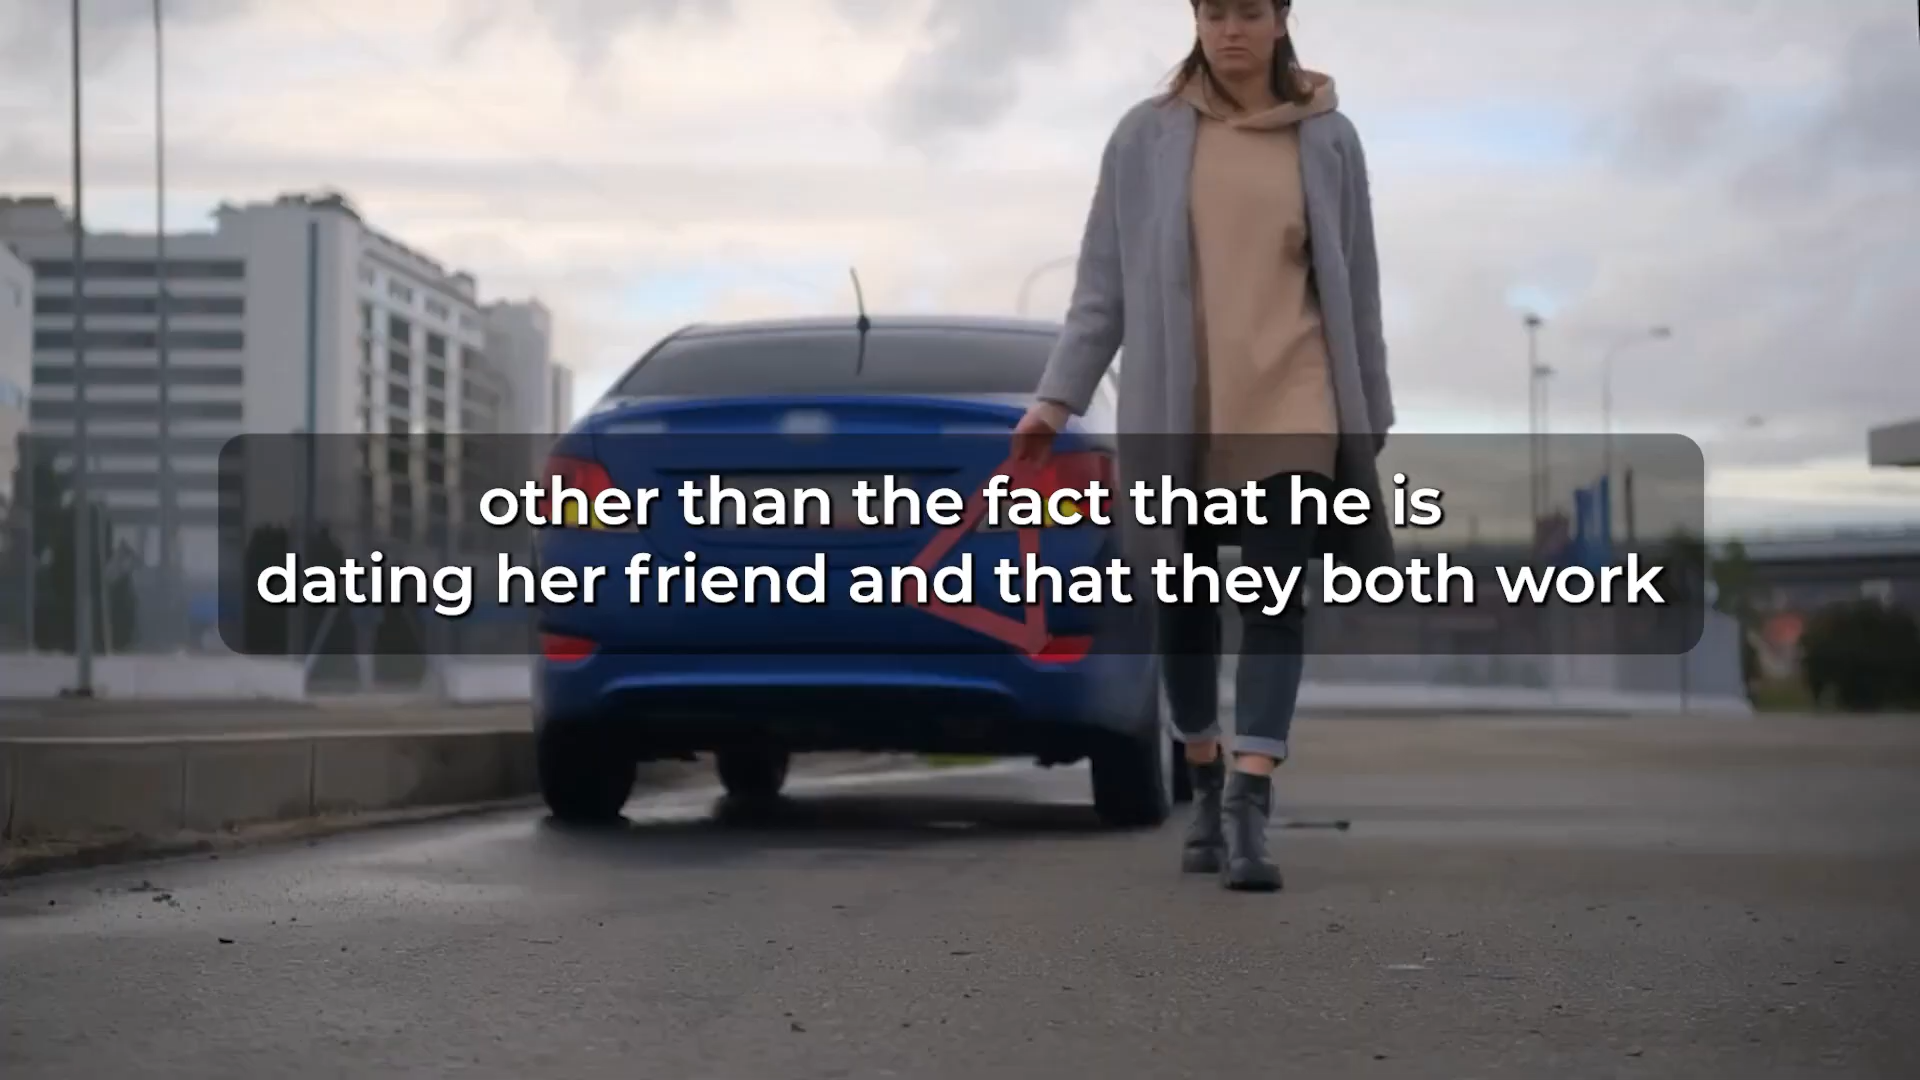 other than the fact that he is
dating her friend and that they both work